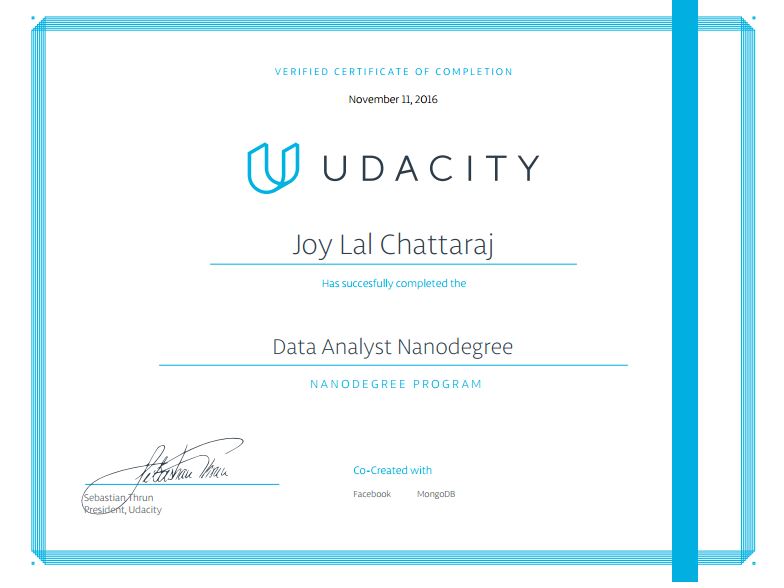 VERIFIED CERTIFICATE OF COMPLETION
November 11, 2016
UDACITY
Joy Lal Chattaraj
Has succesfully completed the
Data Analyst Nanodegree
NANODEGREE PROGRAM
Sebastian Thrun
Sebastian Thrun
President, Udacity
Co-Created with
Facebook MongoDB